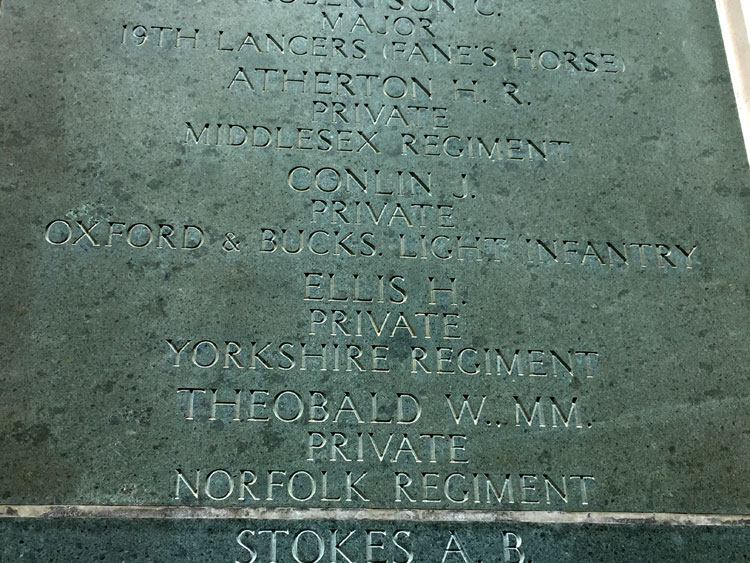 ROBERTSON C.
MAJOR
19TH LANCERS (FANE'S HORSE)
ATHERTON H. R.
PRIVATE
MIDDLESEX REGIMENT
CONLIN J.
PRIVATE
OXFORD & BUCKS. LIGHT INFANTRY
ELLIS H.
PRIVATE
YORKSHIRE REGIMENT
THEOBALD W., MM.
PRIVATE
NORFOLK REGIMENT
STOKES A. B.